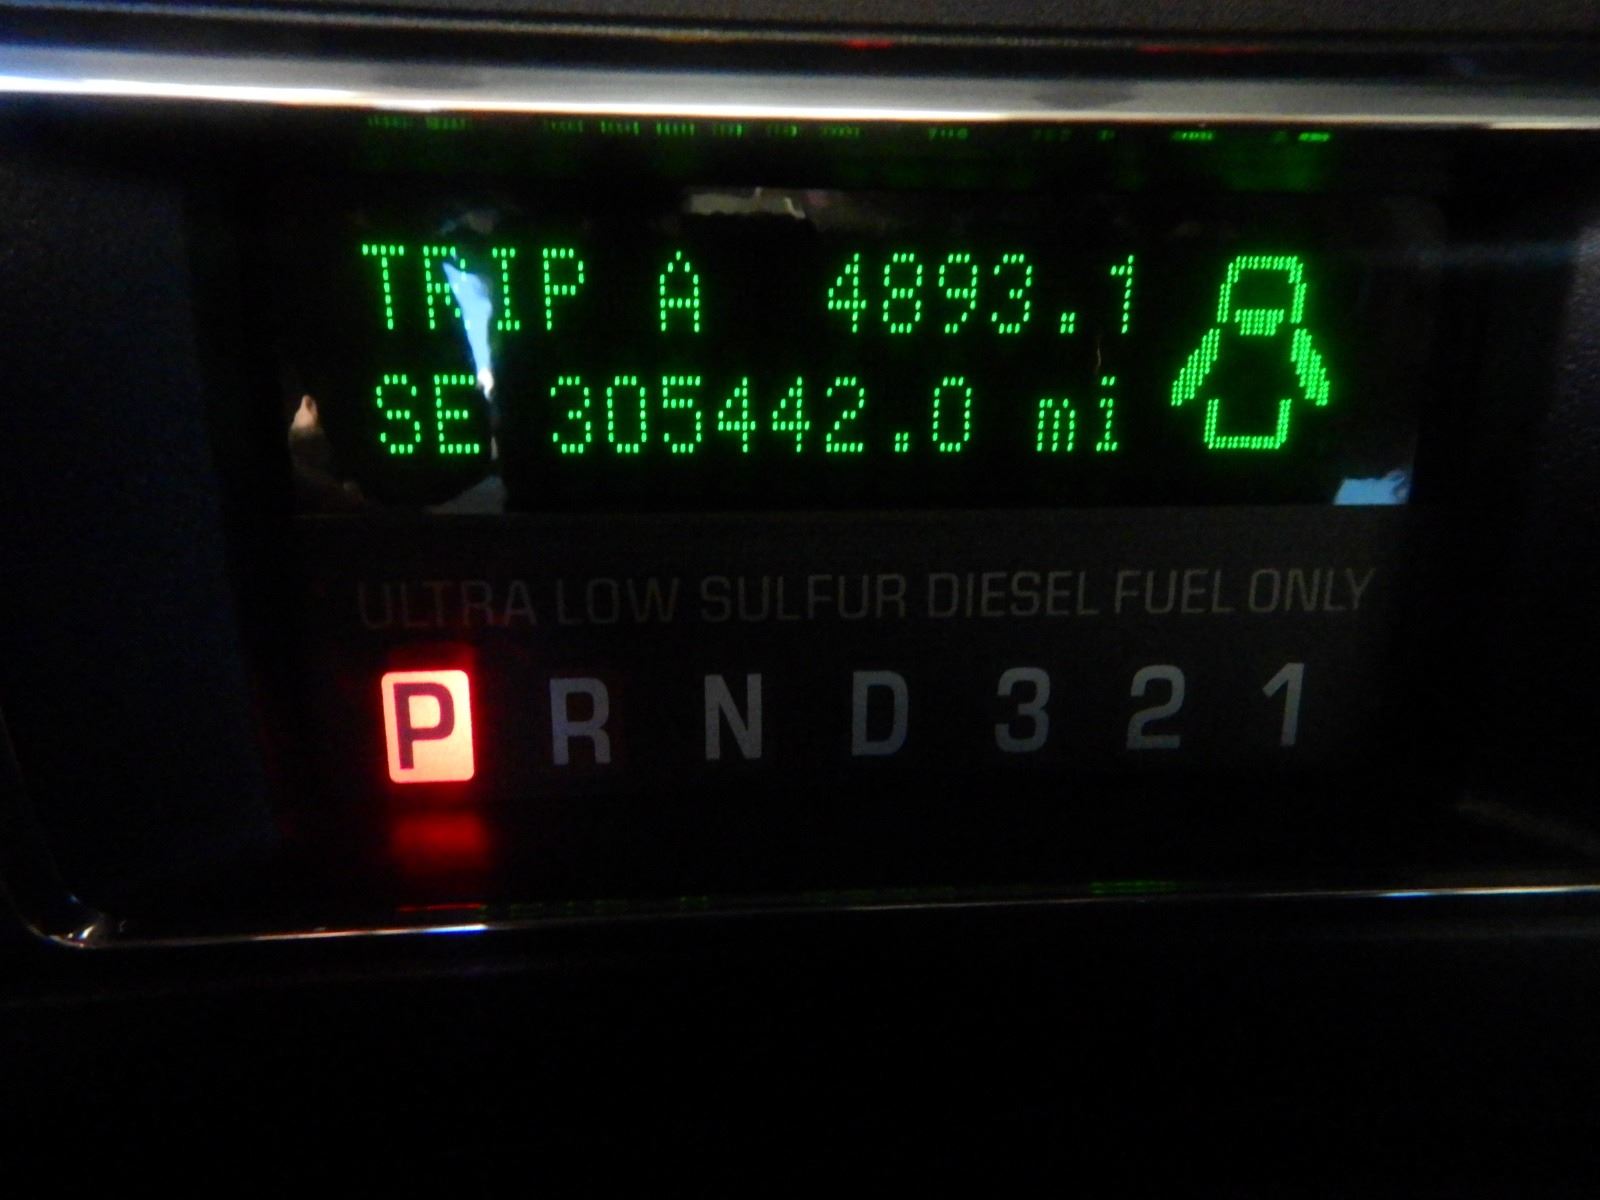 TRIP A 4893.1
SE 305442.0 mi
ULTRA LOW SULFUR DIESEL FUEL ONLY
P R N D 3 2 1